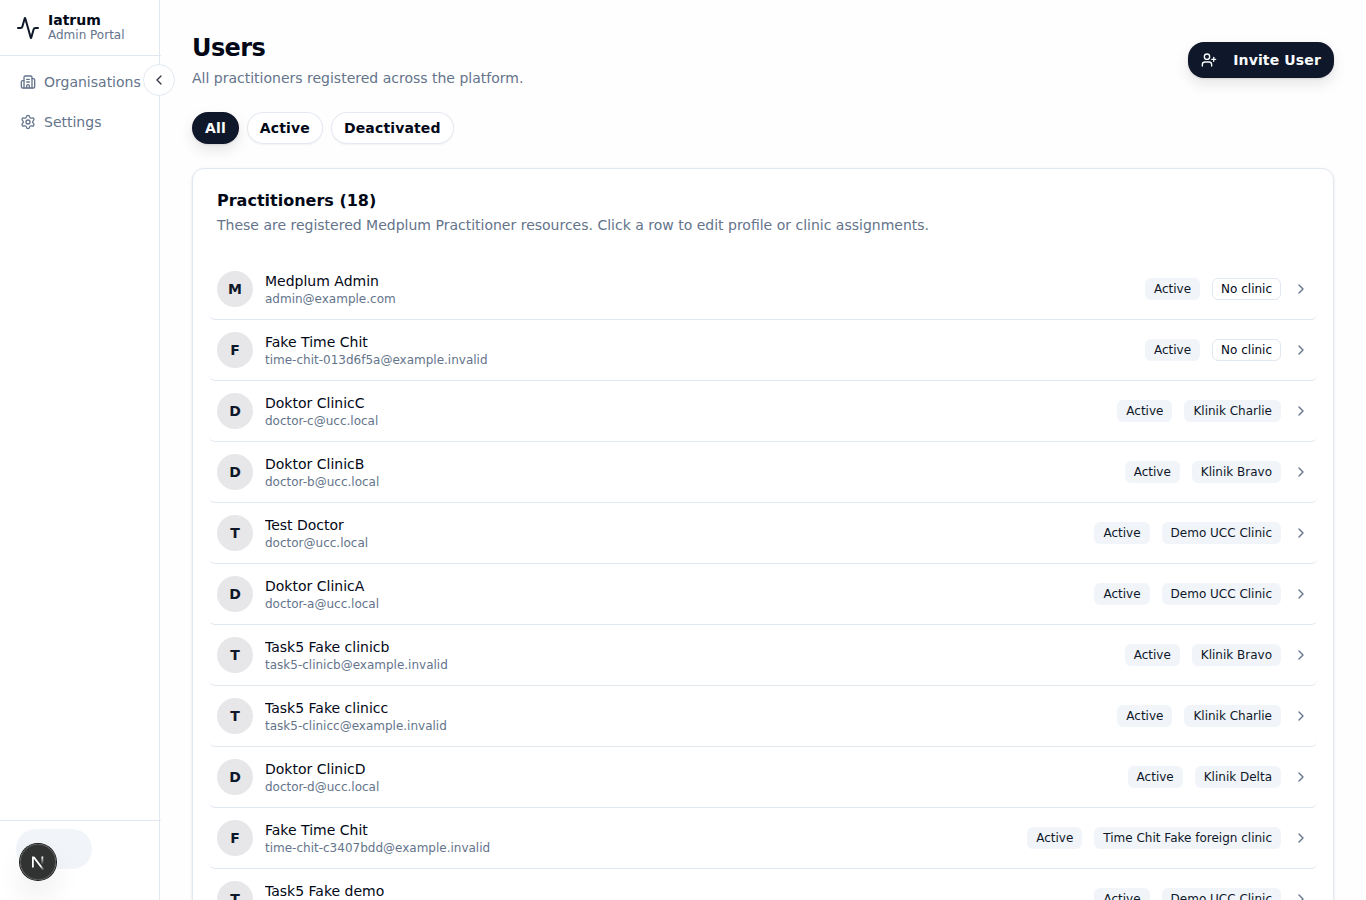 Iatrum
Admin Portal
Organisations
Settings
Users
All practitioners registered across the platform.
Invite User
All
Active
Deactivated
Practitioners (18)
These are registered Medplum Practitioner resources. Click a row to edit profile or clinic assignments.
M
Medplum Admin
admin@example.com
Active
No clinic
F
Fake Time Chit
time-chit-013d6f5a@example.invalid
Active
No clinic
D
Doktor ClinicC
doctor-c@ucc.local
Active
Klinik Charlie
D
Doktor ClinicB
doctor-b@ucc.local
Active
Klinik Bravo
T
Test Doctor
doctor@ucc.local
Active
Demo UCC Clinic
D
Doktor ClinicA
doctor-a@ucc.local
Active
Demo UCC Clinic
T
Task5 Fake clinicb
task5-clinicb@example.invalid
Active
Klinik Bravo
T
Task5 Fake clinicc
task5-clinicc@example.invalid
Active
Klinik Charlie
D
Doktor ClinicD
doctor-d@ucc.local
Active
Klinik Delta
F
Fake Time Chit
time-chit-c3407bdd@example.invalid
Active
Time Chit Fake foreign clinic
T
Task5 Fake demo
Active
Demo UCC Clinic
N